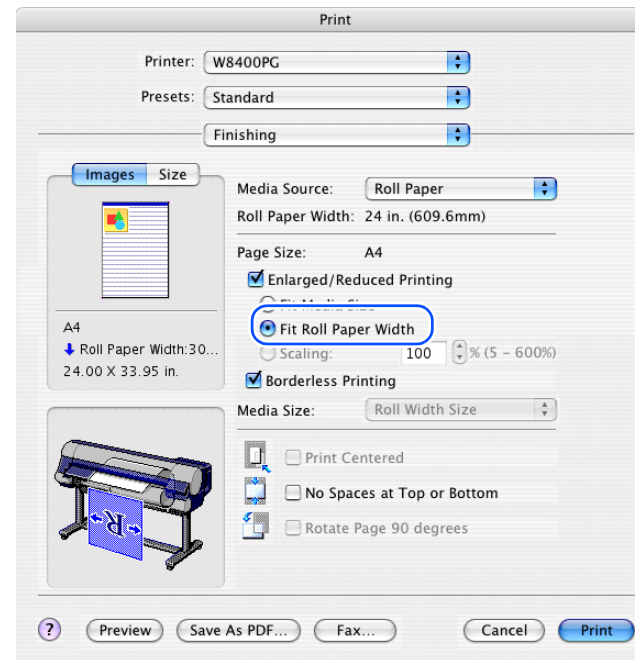 Print
Printer: W8400PG
Presets: Standard
Finishing
Images Size
Media Source: Roll Paper
Roll Paper Width: 24 in. (609.6mm)
Page Size: A4
Enlarged/Reduced Printing
Fit Media Size
Fit Roll Paper Width
Scaling: 100 % (5 - 600%)
A4
Roll Paper Width:30...
24.00 X 33.95 in.
Borderless Printing
Media Size: Roll Width Size
Print Centered
No Spaces at Top or Bottom
Rotate Page 90 degrees
R
? Preview Save As PDF... Fax... Cancel Print